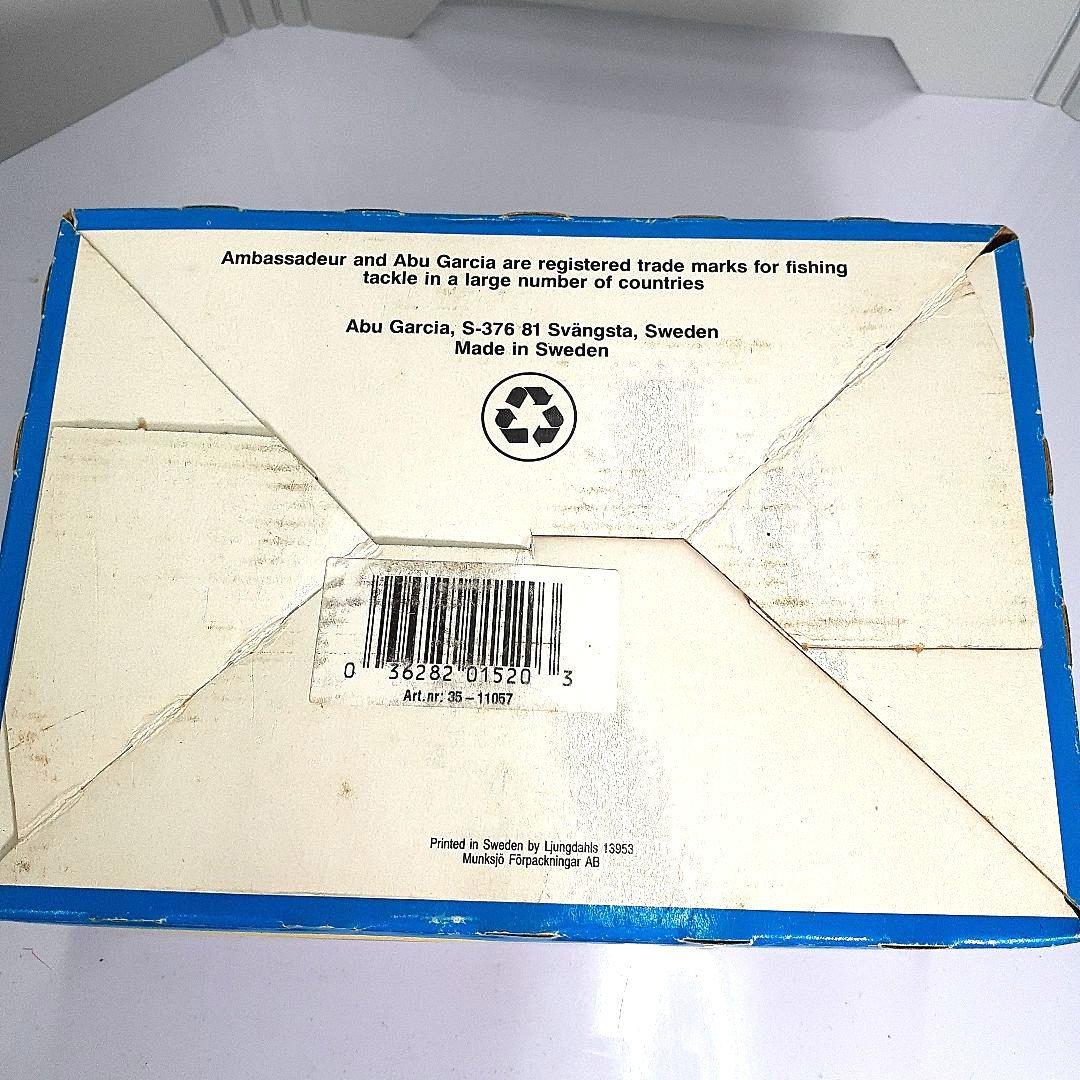 Ambassadeur and Abu Garcia are registered trade marks for fishing
tackle in a large number of countries
Abu Garcia, S-376 81 Svängsta, Sweden
Made in Sweden
0 36282 01520 3
Art.nr: 35-11057
Printed in Sweden by Ljungdahls 13953
Munksjö Förpackningar AB